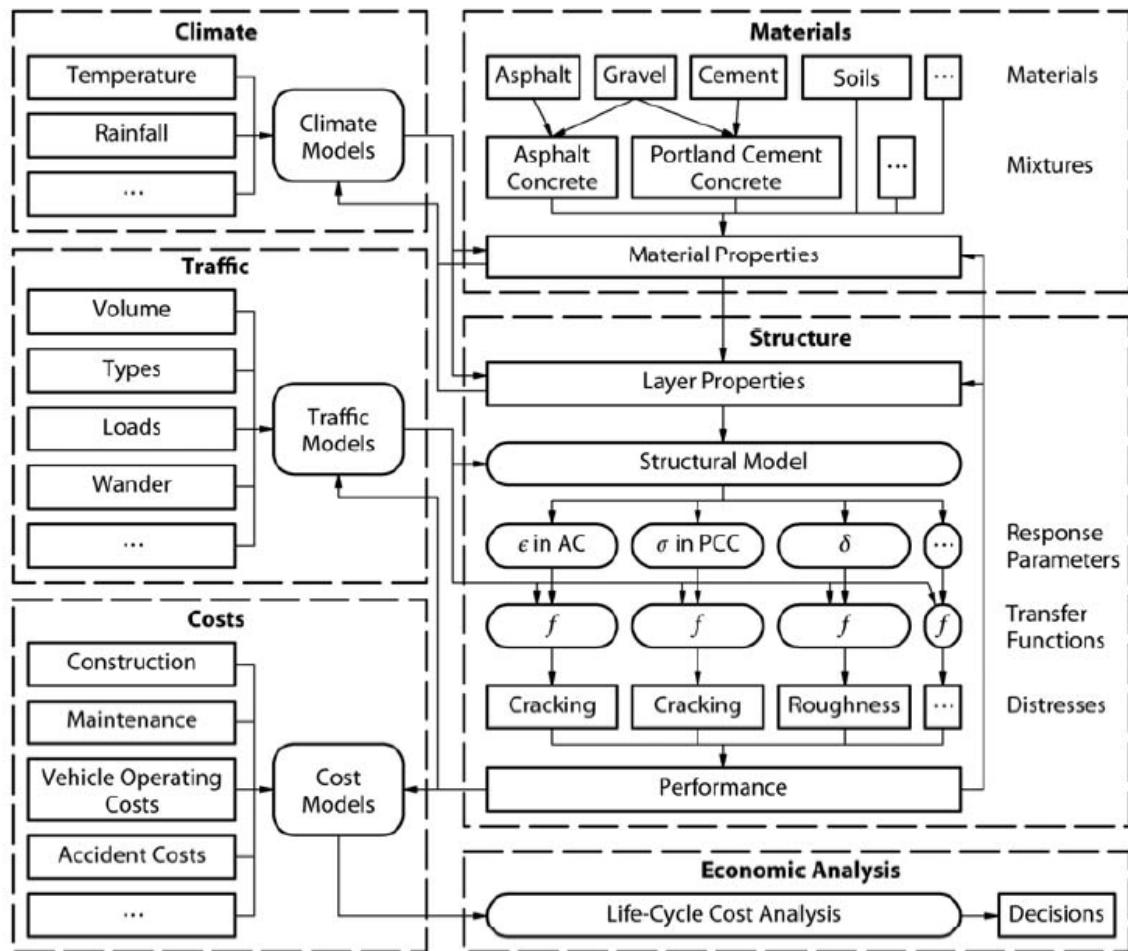 Climate
Temperature
Rainfall
...
Climate
Models
Traffic
Volume
Types
Loads
Wander
...
Traffic
Models
Costs
Construction
Maintenance
Vehicle Operating
Costs
Accident Costs
...
Cost
Models
Materials
Asphalt
Gravel
Cement
Soils
...
Materials
Asphalt
Concrete
Portland Cement
Concrete
...
Mixtures
Material Properties
Structure
Layer Properties
Structural Model
ϵ in AC
σ in PCC
δ
...
Response
Parameters
f
f
f
f
Transfer
Functions
Cracking
Cracking
Roughness
...
Distresses
Performance
Economic Analysis
Life-Cycle Cost Analysis
Decisions